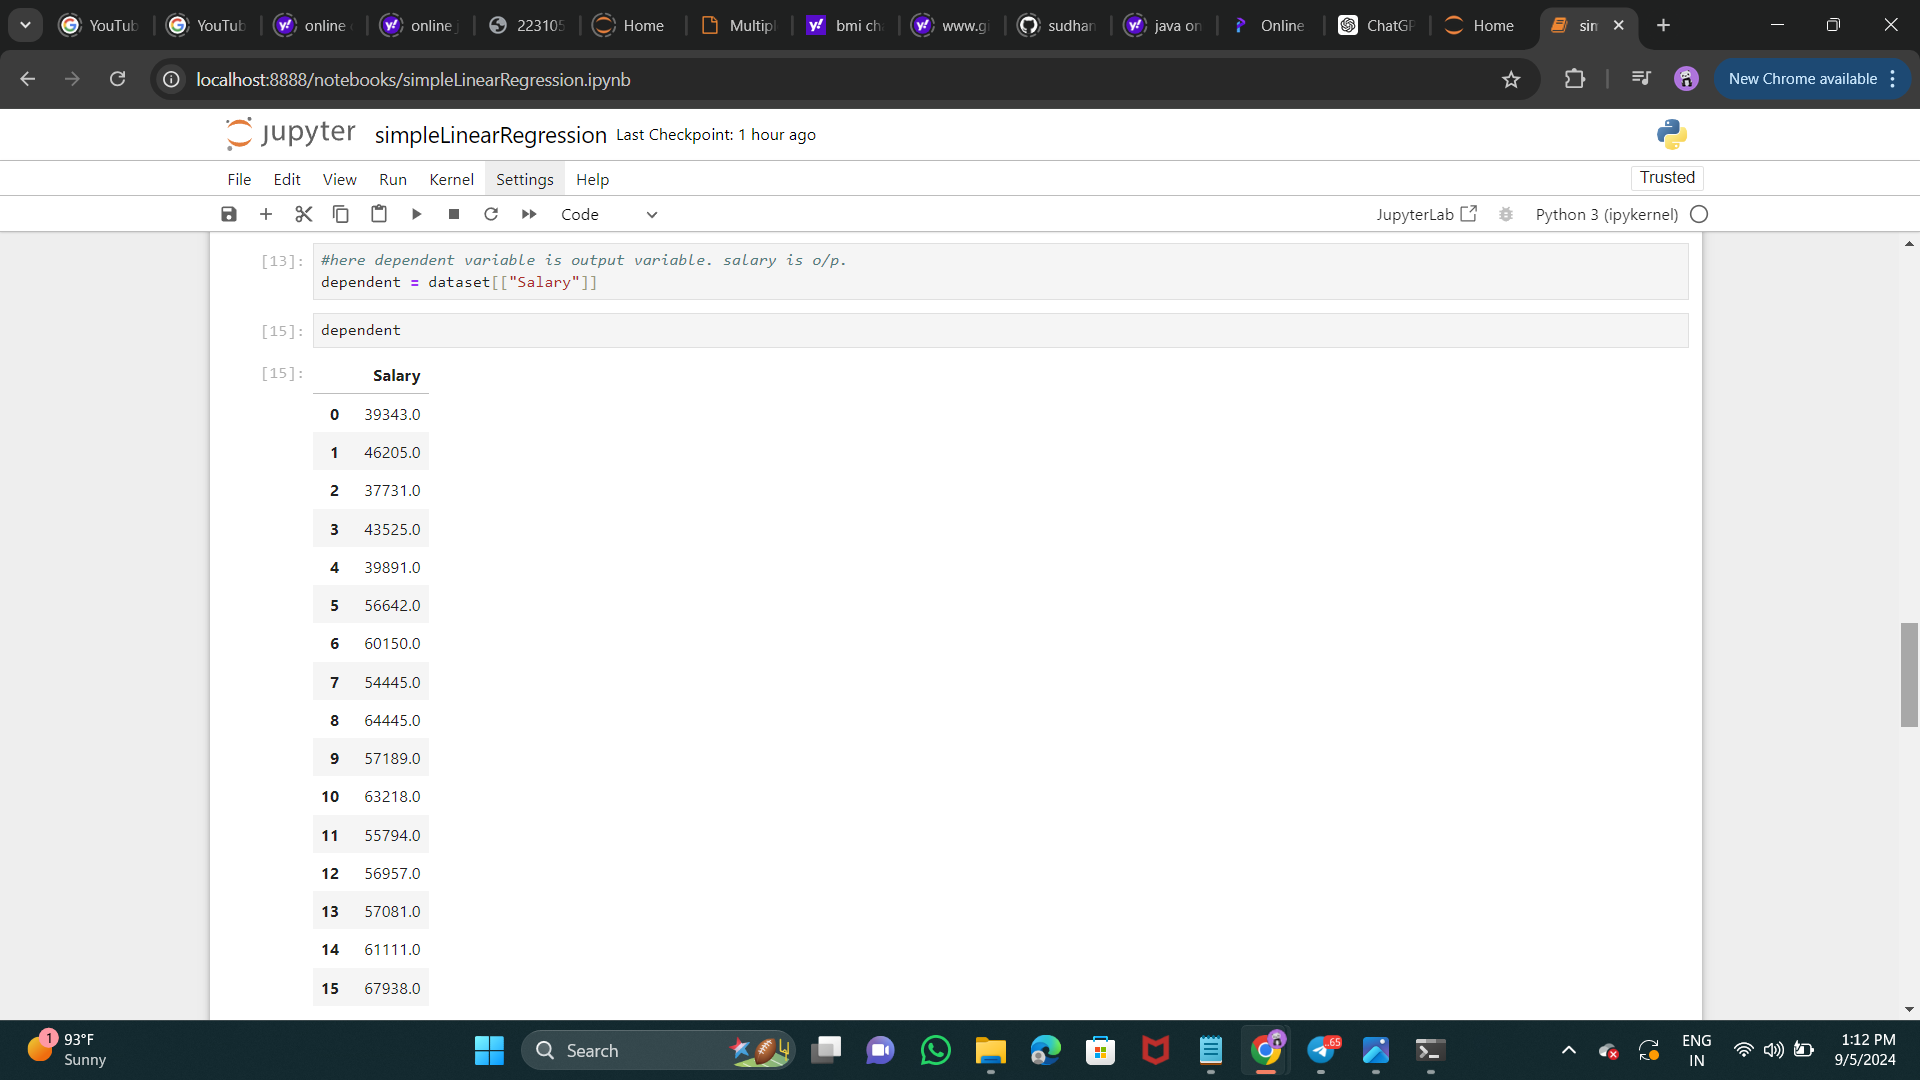 YouTub
YouTub
online
online
223105
Home
Multipl
bmi ch
www.gi
sudhan
java on
Online
ChatGP
Home
sim
localhost:8888/notebooks/simpleLinearRegression.ipynb
New Chrome available
jupyter simpleLinearRegression Last Checkpoint: 1 hour ago
File Edit View Run Kernel Settings Help
Trusted
Code
JupyterLab
Python 3 (ipykernel)
[13]: #here dependent variable is output variable. salary is o/p.
dependent = dataset[["Salary"]]
[15]: dependent
[15]: Salary
0 39343.0
1 46205.0
2 37731.0
3 43525.0
4 39891.0
5 56642.0
6 60150.0
7 54445.0
8 64445.0
9 57189.0
10 63218.0
11 55794.0
12 56957.0
13 57081.0
14 61111.0
15 67938.0
1
93°F
Sunny
Search
65
ENG
IN
1:12 PM
9/5/2024